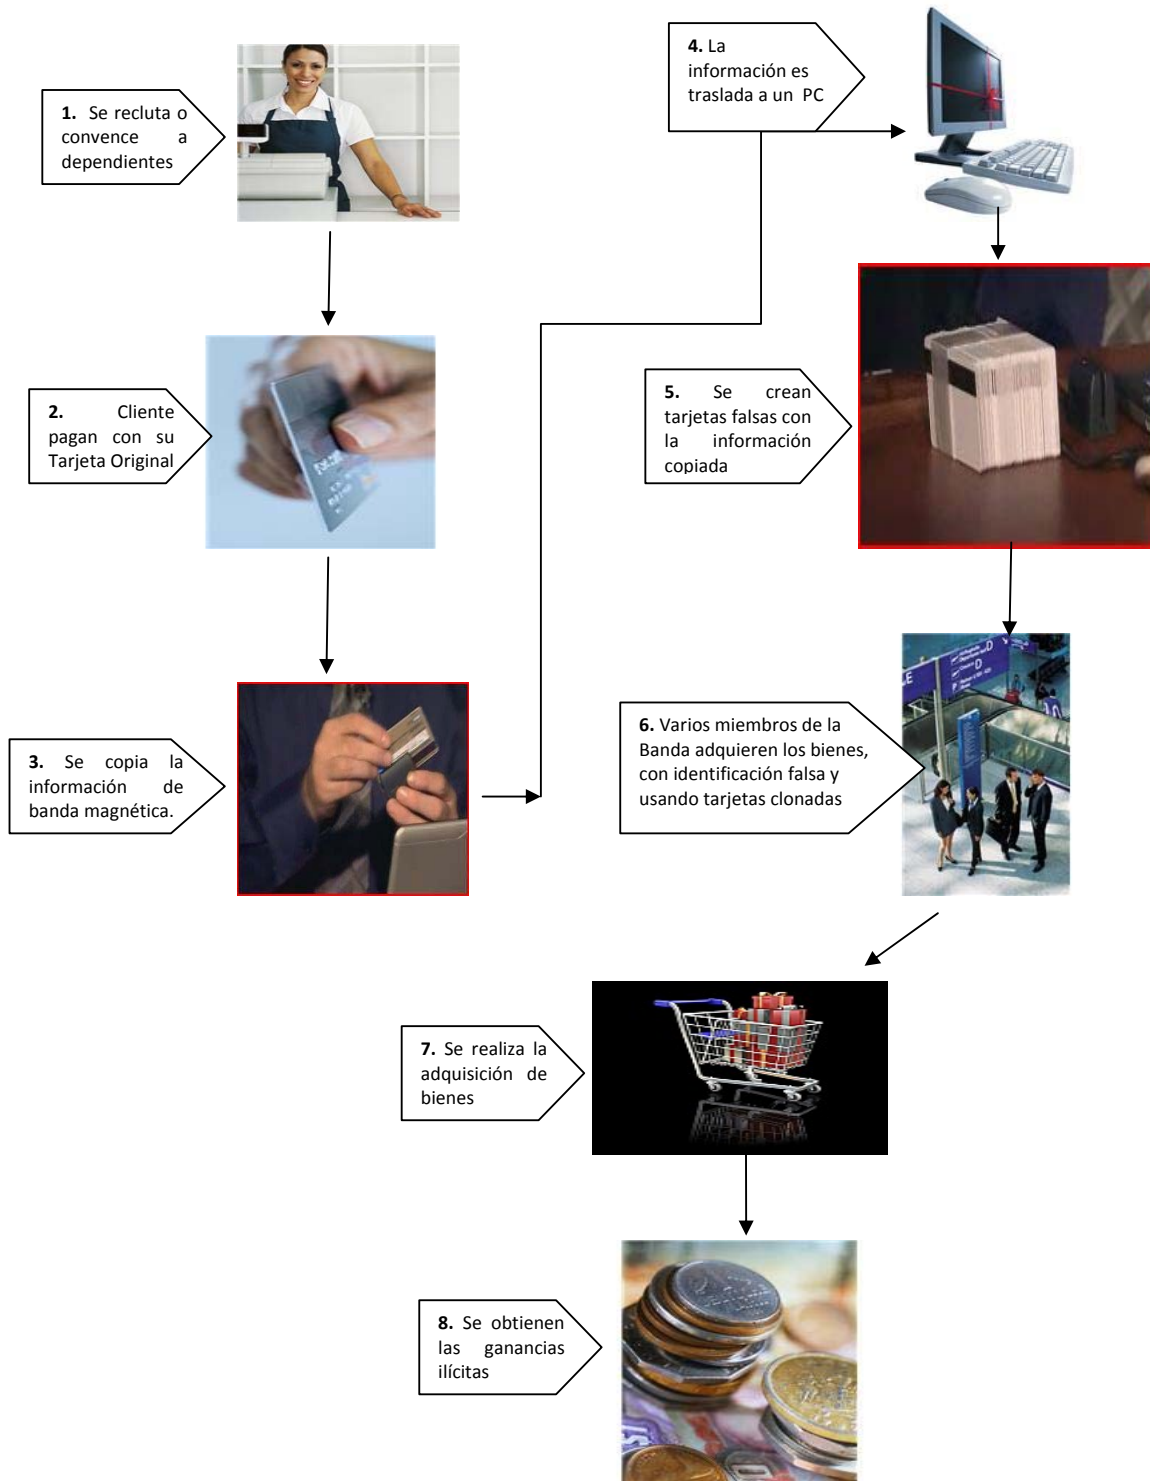 1. Se recluta o
convence a
dependientes
2. Cliente
pagan con su
Tarjeta Original
3. Se copia la
información de
banda magnética.
4. La
información es
traslada a un PC
5. Se crean
tarjetas falsas con
la información
copiada
6. Varios miembros de la
Banda adquieren los bienes,
con identificación falsa y
usando tarjetas clonadas
7. Se realiza la
adquisición de
bienes
8. Se obtienen
las ganancias
ilícitas